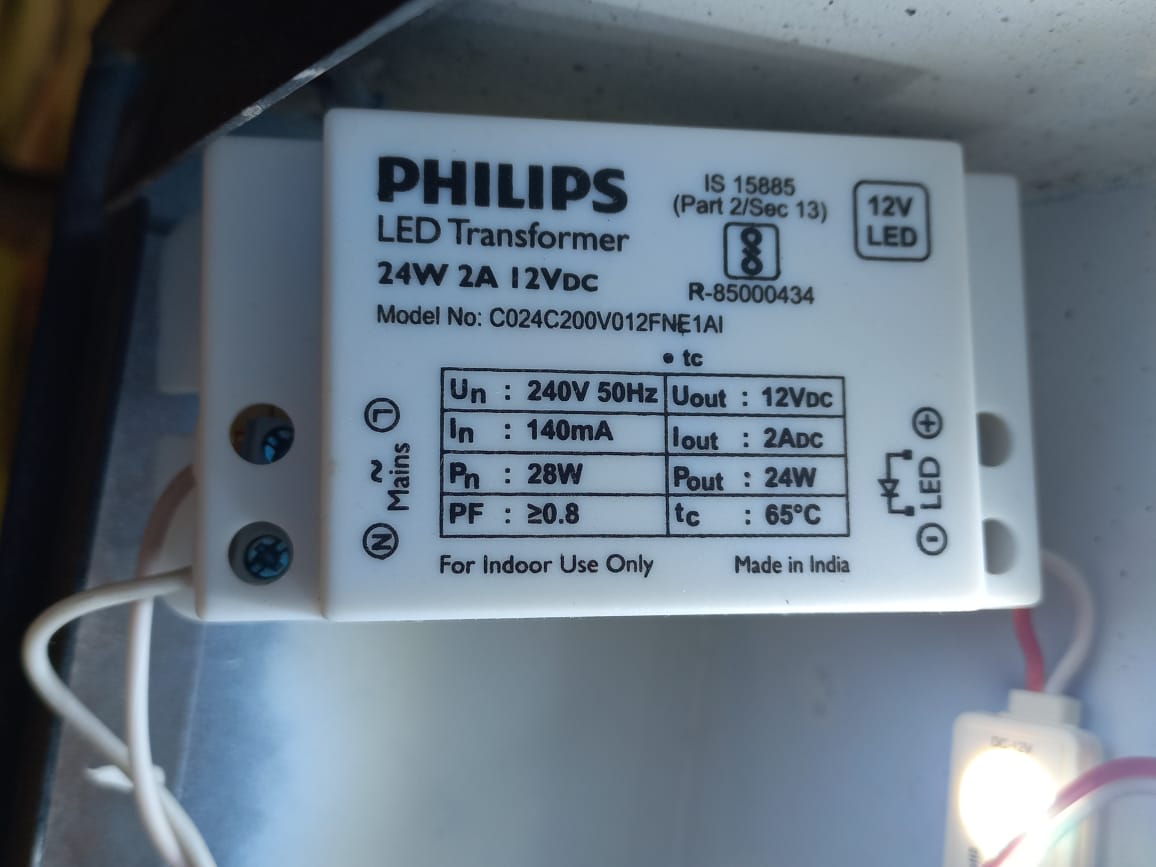 PHILIPS
LED Transformer
24W 2A 12VDC
Model No: C024C200V012FNE1AI
IS 15885
(Part 2/Sec 13)
R-85000434
12V
LED
• tc
Un : 240V 50Hz
Uout : 12VDC
In : 140mA
Iout : 2ADC
Pn : 28W
Pout : 24W
PF : ≥0.8
tc : 65°C
L
~
Mains
N
+
LED
-
For Indoor Use Only
Made in India
DC-12V